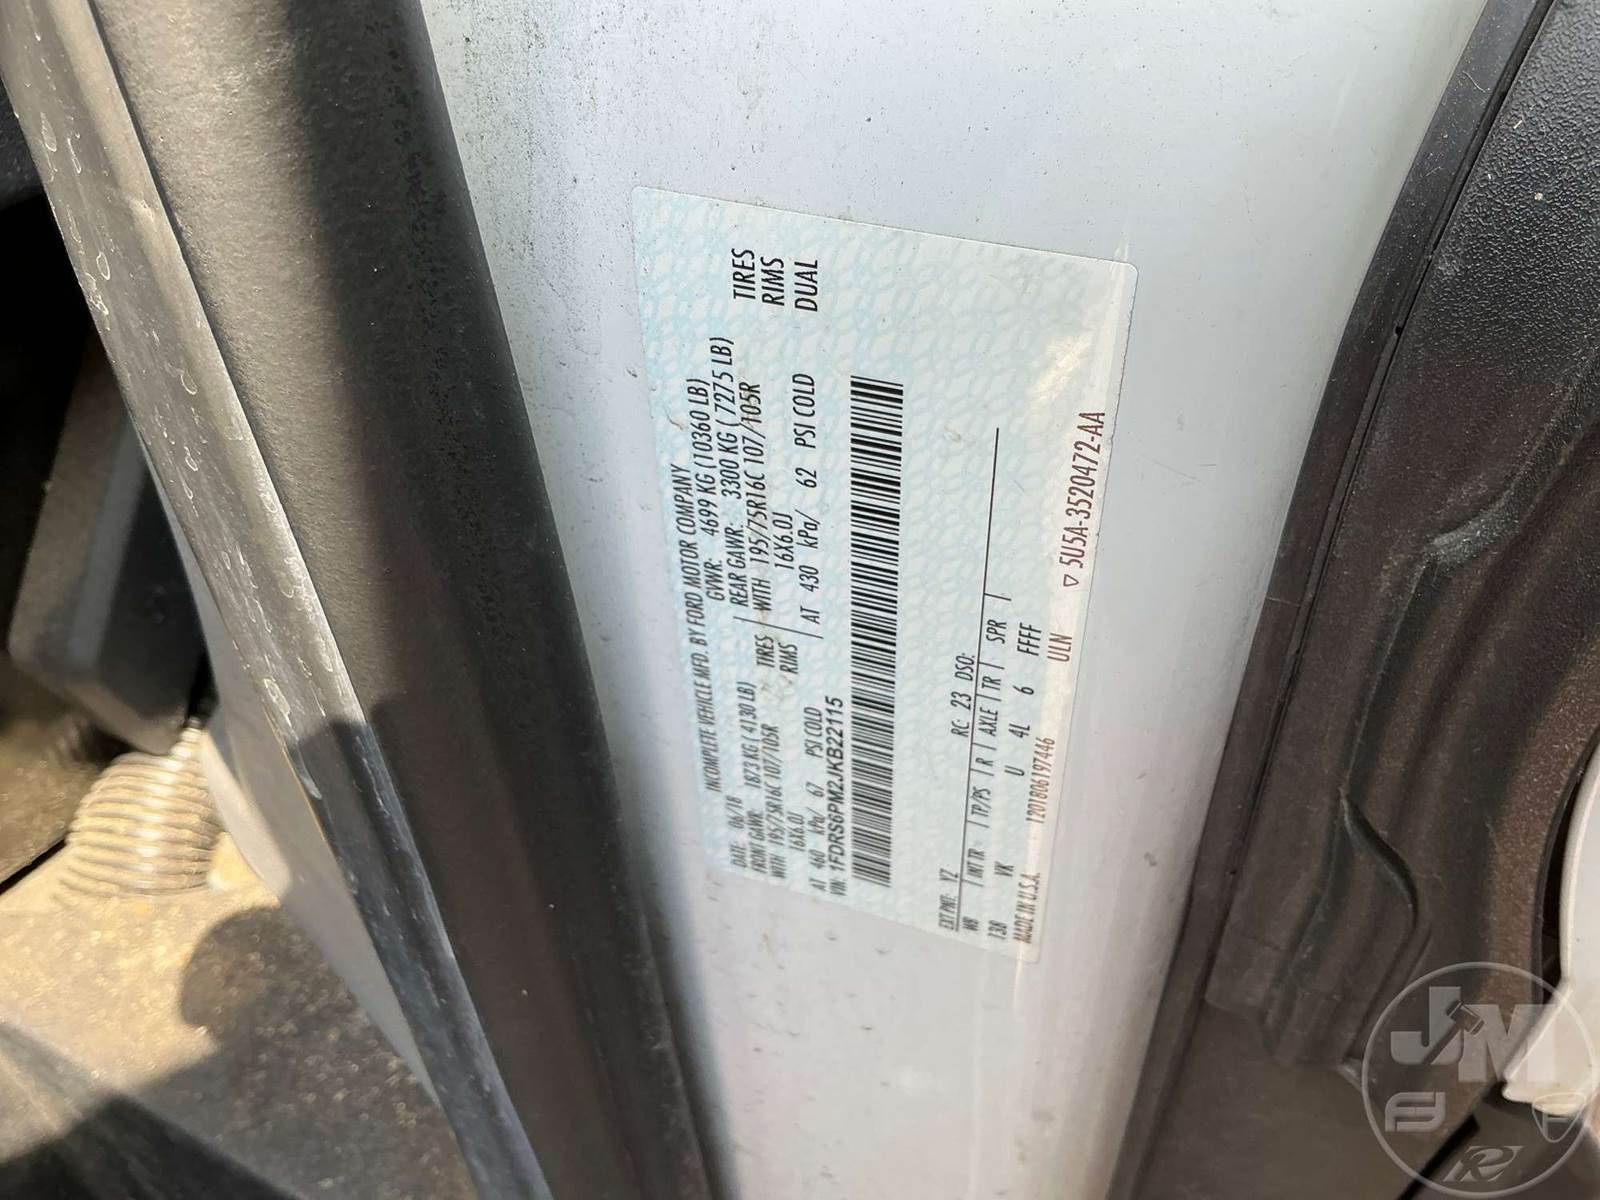 INCOMPLETE VEHICLE MFD. BY FORD MOTOR COMPANY
DATE: 06/18 GVWR: 4699 KG (10360 LB)
FRONT GAWR: 1873 KG (4130 LB) REAR GAWR: 3300 KG (7275 LB)
WITH 195/75R16C 107/105R TIRES WITH 195/75R16C 107/105R TIRES
16X6.0J RIMS 16X6.0J RIMS
AT 460 kPa/ 67 PSI COLD AT 430 kPa/ 62 PSI COLD DUAL
VIN: 1FDRS6PM2JKB22115
EXT PNT: YZ RC: 23 DSO:
WB INT TR TP/PS R AXLE TR SPR
138 VK U 4L 6 FFFF
MADE IN U.S.A. 1201806197446 ULN
▽ 5U5A-3520472-AA
JM